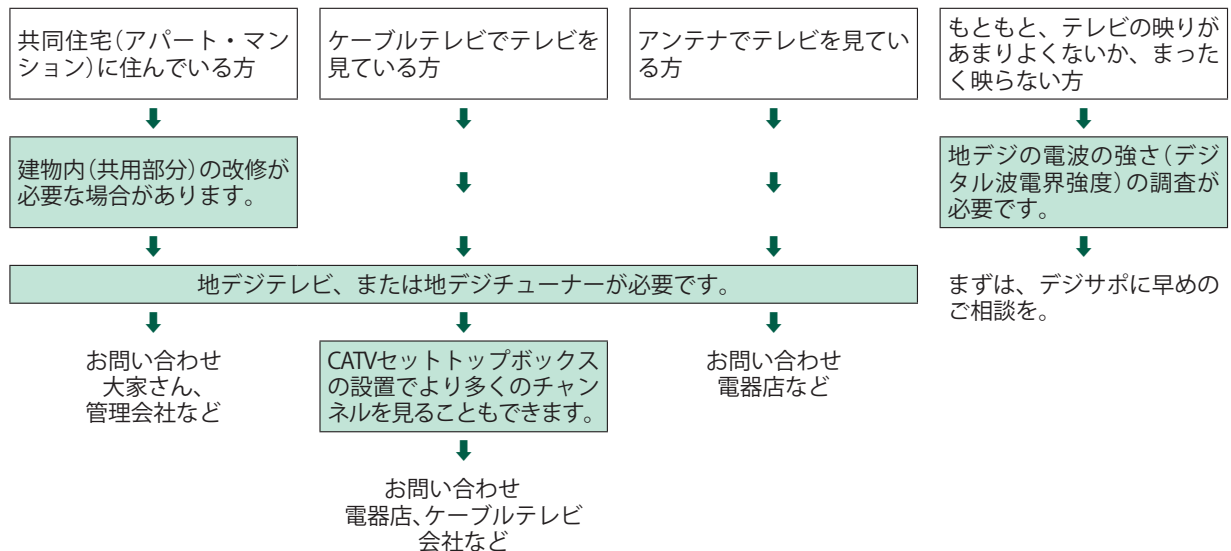 共同住宅（アパート・マン
ション）に住んでいる方
ケーブルテレビでテレビを
見ている方
アンテナでテレビを見てい
る方
もともと、テレビの映りが
あまりよくないか、まった
く映らない方
建物内（共用部分）の改修が
必要な場合があります。
地デジの電波の強さ（デジ
タル波電界強度）の調査が
必要です。
地デジテレビ、または地デジチューナーが必要です。
まずは、デジサポに早めの
ご相談を。
お問い合わせ
大家さん、
管理会社など
CATVセットトップボックス
の設置でより多くのチャン
ネルを見ることもできます。
お問い合わせ
電器店など
お問い合わせ
電器店、ケーブルテレビ
会社など